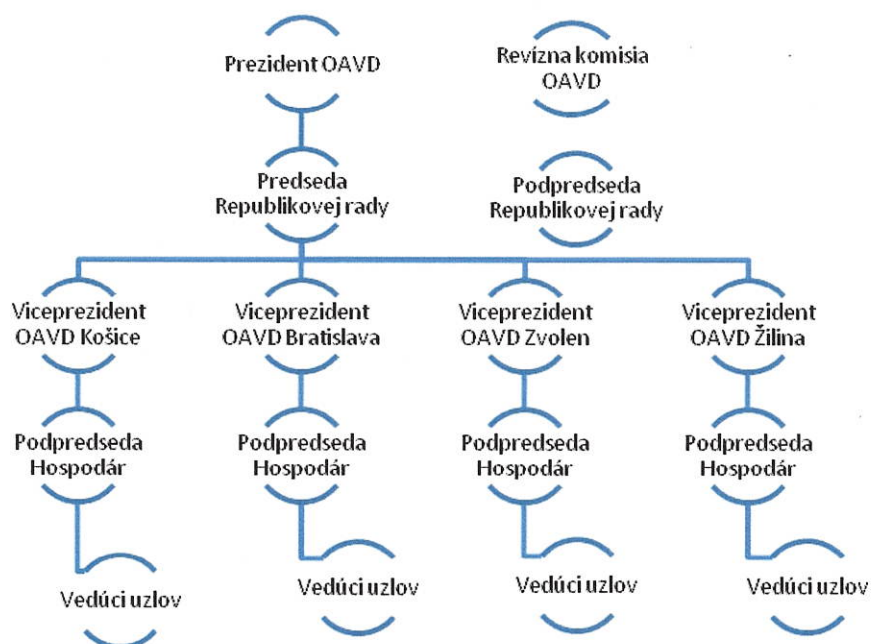 Prezident OAVD
Revízna komisia
OAVD
Predseda
Republikovej rady
Podpredseda
Republikovej rady
Viceprezident
OAVD Košice
Viceprezident
OAVD Bratislava
Viceprezident
OAVD Zvolen
Viceprezident
OAVD Žilina
Podpredseda
Hospodár
Podpredseda
Hospodár
Podpredseda
Hospodár
Podpredseda
Hospodár
Vedúci uzlov
Vedúci uzlov
Vedúci uzlov
Vedúci uzlov